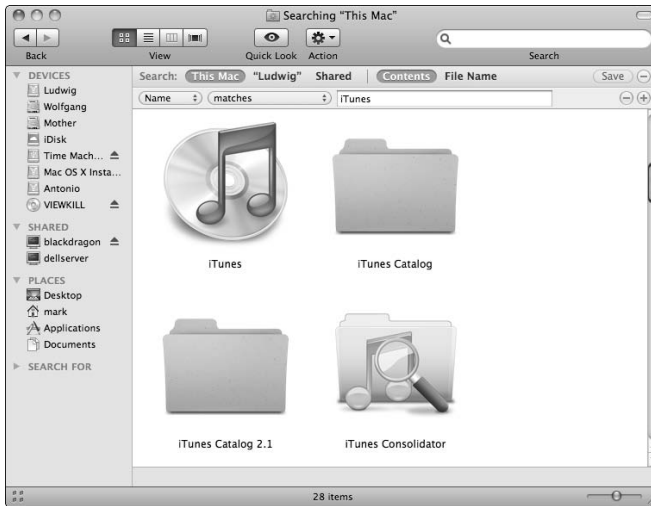 Searching "This Mac"
Back View Quick Look Action Search
DEVICES
Ludwig
Wolfgang
Mother
iDisk
Time Mach...
Mac OS X Insta...
Antonio
VIEWKILL
SHARED
blackdragon
dellserver
PLACES
Desktop
mark
Applications
Documents
SEARCH FOR
Search: This Mac "Ludwig" Shared Contents File Name Save
Name matches iTunes
iTunes
iTunes Catalog
iTunes Catalog 2.1
iTunes Consolidator
28 items